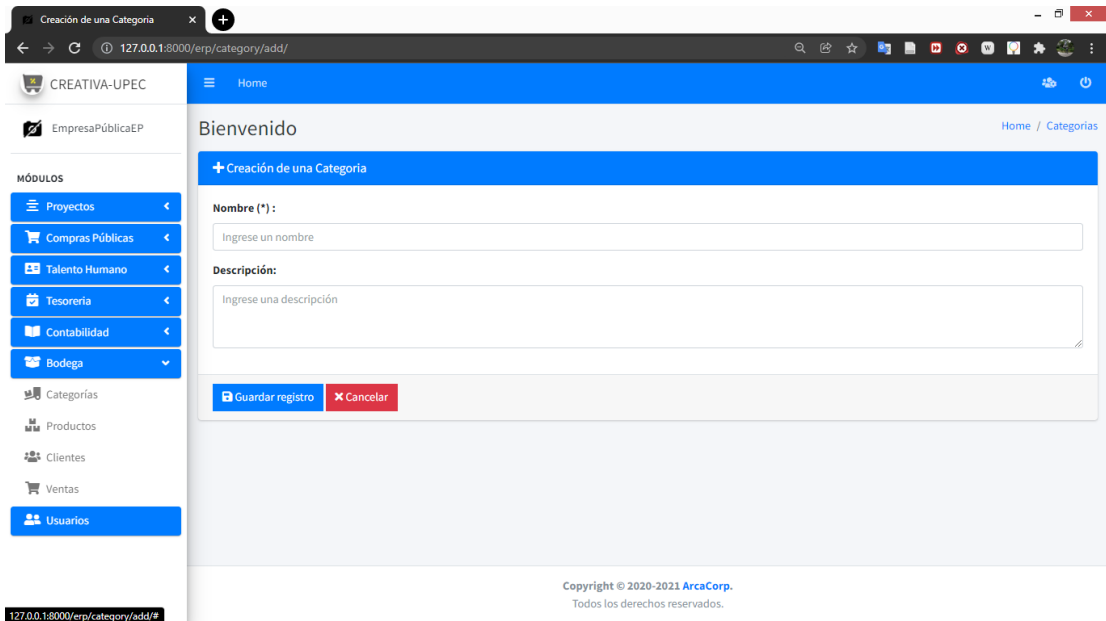 Creación de una Categoria
127.0.0.1:8000/erp/category/add/
CREATIVA-UPEC
Home
EmpresaPúblicaEP
Bienvenido
Home / Categorias
MÓDULOS
Creación de una Categoria
Proyectos
Nombre (*) :
Compras Públicas
Ingrese un nombre
Talento Humano
Descripción:
Tesoreria
Ingrese una descripción
Contabilidad
Bodega
Categorías
Guardar registro
Cancelar
Productos
Clientes
Ventas
Usuarios
Copyright © 2020-2021 ArcaCorp.
Todos los derechos reservados.
127.0.0.1:8000/erp/category/add/#